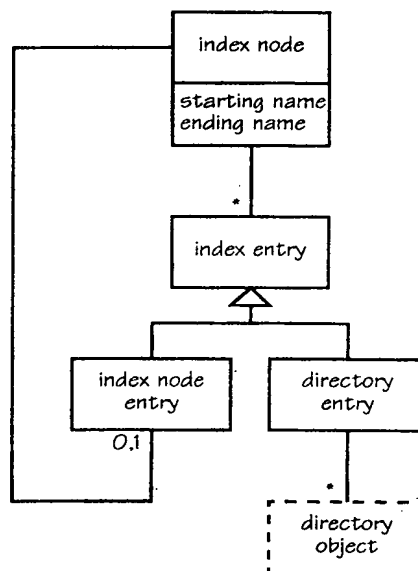 index node
starting name
ending name
*
index entry
index node
entry
directory
entry
0,1
*
directory
object